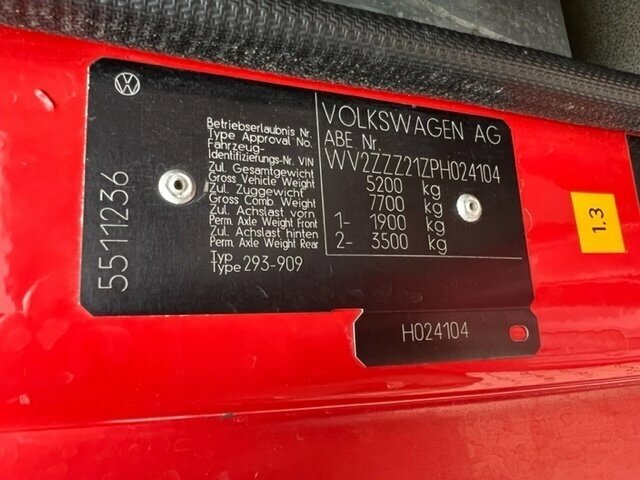 VW
5511236
VOLKSWAGEN AG
Betriebserlaubnis Nr.
Type Approval No. ABE Nr.
Fahrzeug-
Identifizierungs-Nr. VIN WV2ZZZ21ZPH024104
Zul. Gesamtgewicht
Gross Vehicle Weight 5200 kg
Zul. Zuggewicht
Gross Comb. Weight 7700 kg
Zul. Achslast vorn
Perm. Axle Weight Front 1- 1900 kg
Zul. Achslast hinten
Perm. Axle Weight Rear 2- 3500 kg
Typ
Type 293-909
H024104
1.3